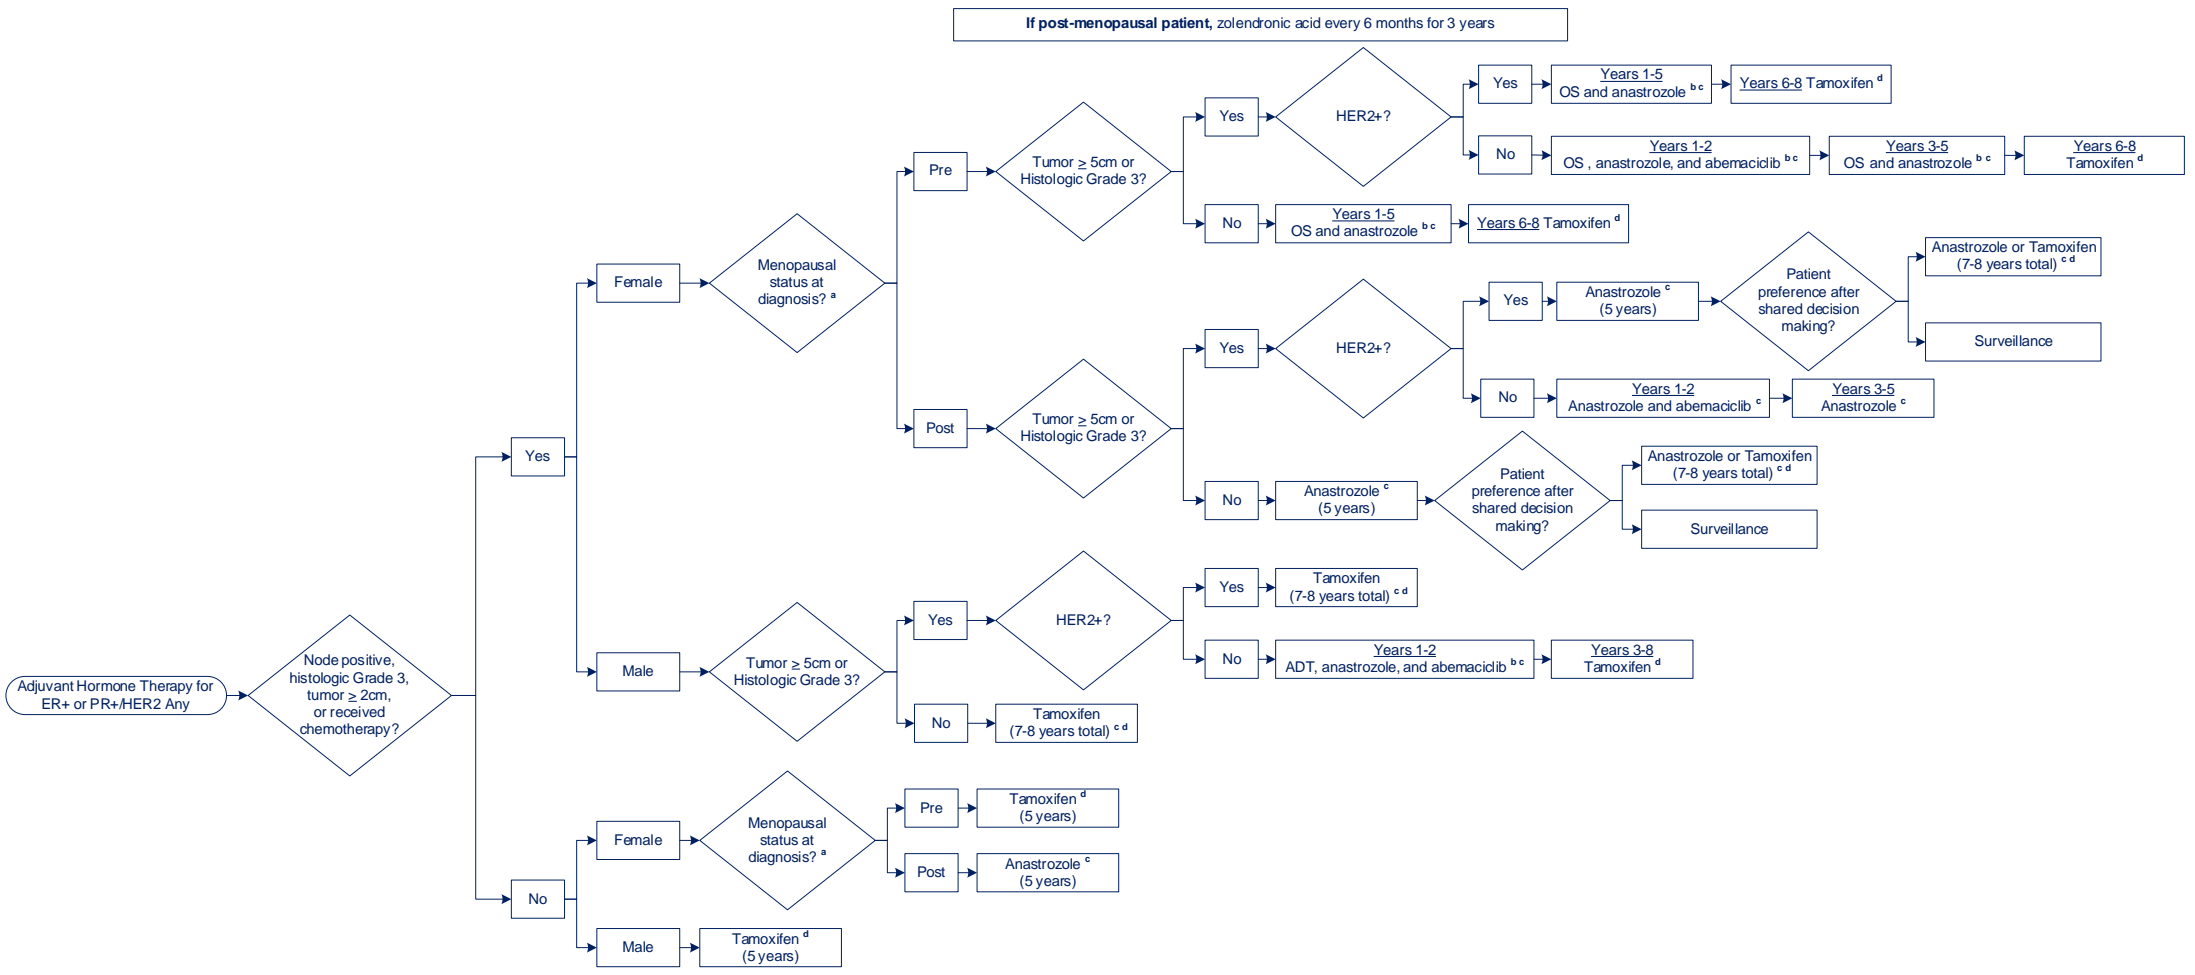 If post-menopausal patient, zolendronic acid every 6 months for 3 years
Adjuvant Hormone Therapy for
ER+ or PR+/HER2 Any
Node positive,
histologic Grade 3,
tumor ≥ 2cm,
or received
chemotherapy?
Yes
Female
Menopausal
status at
diagnosis? a
Pre
Tumor ≥ 5cm or
Histologic Grade 3?
Yes
HER2+?
Yes
Years 1-5
OS and anastrozole b c
Years 6-8 Tamoxifen d
No
Years 1-2
OS , anastrozole, and abemaciclib b c
Years 3-5
OS and anastrozole b c
Years 6-8
Tamoxifen d
No
Years 1-5
OS and anastrozole b c
Years 6-8 Tamoxifen d
Post
Tumor ≥ 5cm or
Histologic Grade 3?
Yes
HER2+?
Yes
Anastrozole c
(5 years)
Patient
preference after
shared decision
making?
Anastrozole or Tamoxifen
(7-8 years total) c d
Surveillance
No
Years 1-2
Anastrozole and abemaciclib c
Years 3-5
Anastrozole c
No
Anastrozole c
(5 years)
Patient
preference after
shared decision
making?
Anastrozole or Tamoxifen
(7-8 years total) c d
Surveillance
Male
Tumor ≥ 5cm or
Histologic Grade 3?
Yes
HER2+?
Yes
Tamoxifen
(7-8 years total) c d
No
Years 1-2
ADT, anastrozole, and abemaciclib b c
Years 3-8
Tamoxifen d
No
Tamoxifen
(7-8 years total) c d
No
Female
Menopausal
status at
diagnosis? a
Pre
Tamoxifen d
(5 years)
Post
Anastrozole c
(5 years)
Male
Tamoxifen d
(5 years)